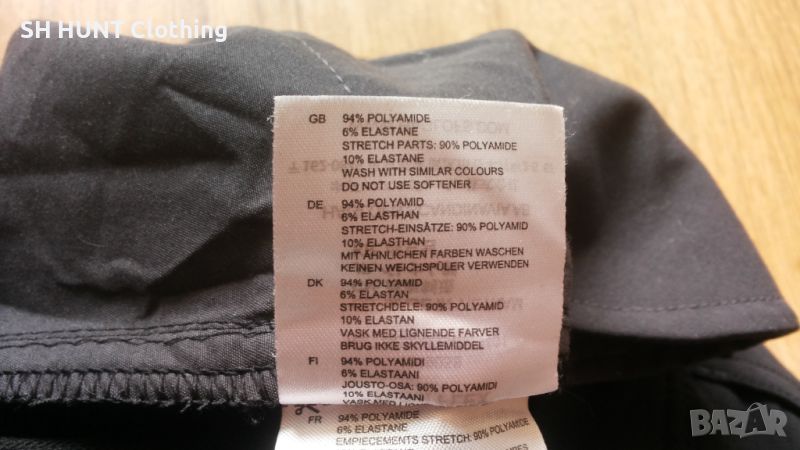 SH HUNT Clothing
GB 94% POLYAMIDE
6% ELASTANE
STRETCH PARTS: 90% POLYAMIDE
10% ELASTANE
WASH WITH SIMILAR COLOURS
DO NOT USE SOFTENER
DE 94% POLYAMID
6% ELASTHAN
STRETCH-EINSÄTZE: 90% POLYAMID
10% ELASTHAN
MIT ÄHNLICHEN FARBEN WASCHEN
KEINEN WEICHSPÜLER VERWENDEN
DK 94% POLYAMID
6% ELASTAN
STRETCHDELE: 90% POLYAMID
10% ELASTAN
VASK MED LIGNENDE FARVER
BRUG IKKE SKYLLEMIDDEL
FI 94% POLYAMIDI
6% ELASTAANI
JOUSTO-OSA: 90% POLYAMIDI
10% ELASTAANI
FR 94% POLYAMIDE
6% ELASTANE
EMPIECEMENTS STRETCH: 90% POLYAMIDE
10% ELASTANE
BAZAR